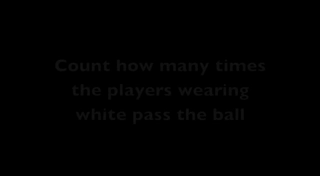 Count how many times
the players wearing
white pass the ball